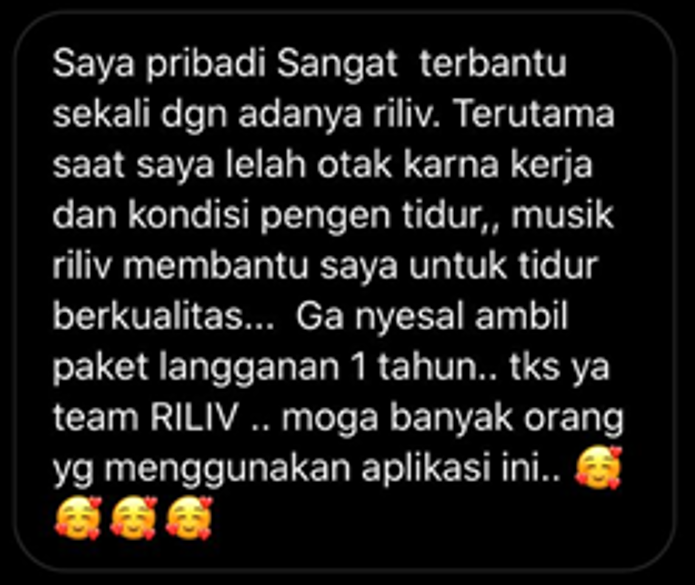 Saya pribadi Sangat  terbantu
sekali dgn adanya riliv. Terutama
saat saya lelah otak karna kerja
dan kondisi pengen tidur,, musik
riliv membantu saya untuk tidur
berkualitas...  Ga nyesal ambil
paket langganan 1 tahun.. tks ya
team RILIV .. moga banyak orang
yg menggunakan aplikasi ini.. 🥰
🥰🥰🥰